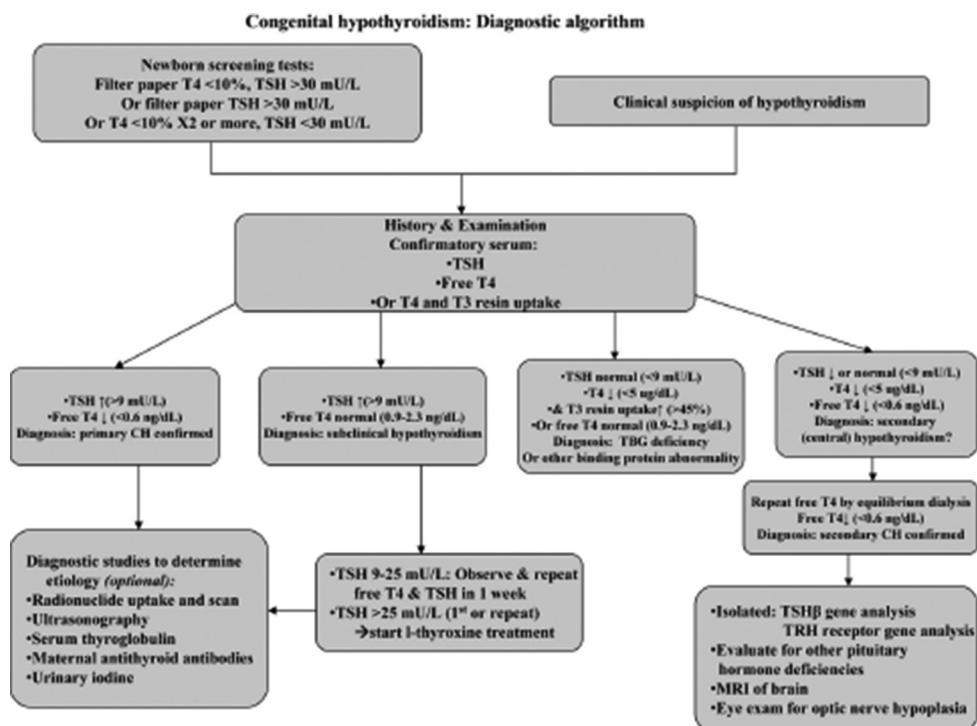 Congenital hypothyroidism: Diagnostic algorithm
Newborn screening tests:
Filter paper T4 <10%, TSH >30 mU/L
Or filter paper TSH >30 mU/L
Or T4 <10% X2 or more, TSH <30 mU/L
Clinical suspicion of hypothyroidism
History & Examination
Confirmatory serum:
•TSH
•Free T4
•Or T4 and T3 resin uptake
•TSH ↑(>9 mU/L)
•Free T4 ↓ (<0.6 ng/dL)
Diagnosis: primary CH confirmed
•TSH ↑(>9 mU/L)
•Free T4 normal (0.9-2.3 ng/dL)
Diagnosis: subclinical hypothyroidism
TSH normal (<9 mU/L)
•T4 ↓ (<5 ug/dL)
•& T3 resin uptake↑ (>45%)
•Or free T4 normal (0.9-2.3 ng/dL)
Diagnosis: TBG deficiency
Or other binding protein abnormality
•TSH ↓ or normal (<9 mU/L)
•T4 ↓ (<5 ug/dL)
•Free T4 ↓ (<0.6 ng/dL)
Diagnosis: secondary
(central) hypothyroidism?
Repeat free T4 by equilibrium dialysis
Free T4↓ (<0.6 ng/dL)
Diagnosis: secondary CH confirmed
Diagnostic studies to determine
etiology (optional):
•Radionuclide uptake and scan
•Ultrasonography
•Serum thyroglobulin
•Maternal antithyroid antibodies
•Urinary iodine
•TSH 9-25 mU/L: Observe & repeat
free T4 & TSH in 1 week
•TSH >25 mU/L (1st or repeat)
→start l-thyroxine treatment
•Isolated: TSHβ gene analysis
TRH receptor gene analysis
•Evaluate for other pituitary
hormone deficiencies
•MRI of brain
•Eye exam for optic nerve hypoplasia